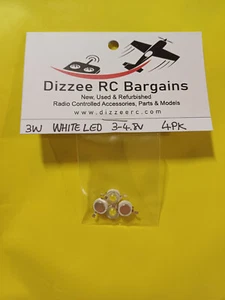 Dizzee RC Bargains
New, Used & Refurbished
Radio Controlled Accessories, Parts & Models
www.dizzeerc.com
3W WHITE LED 3-4.8V 4PK